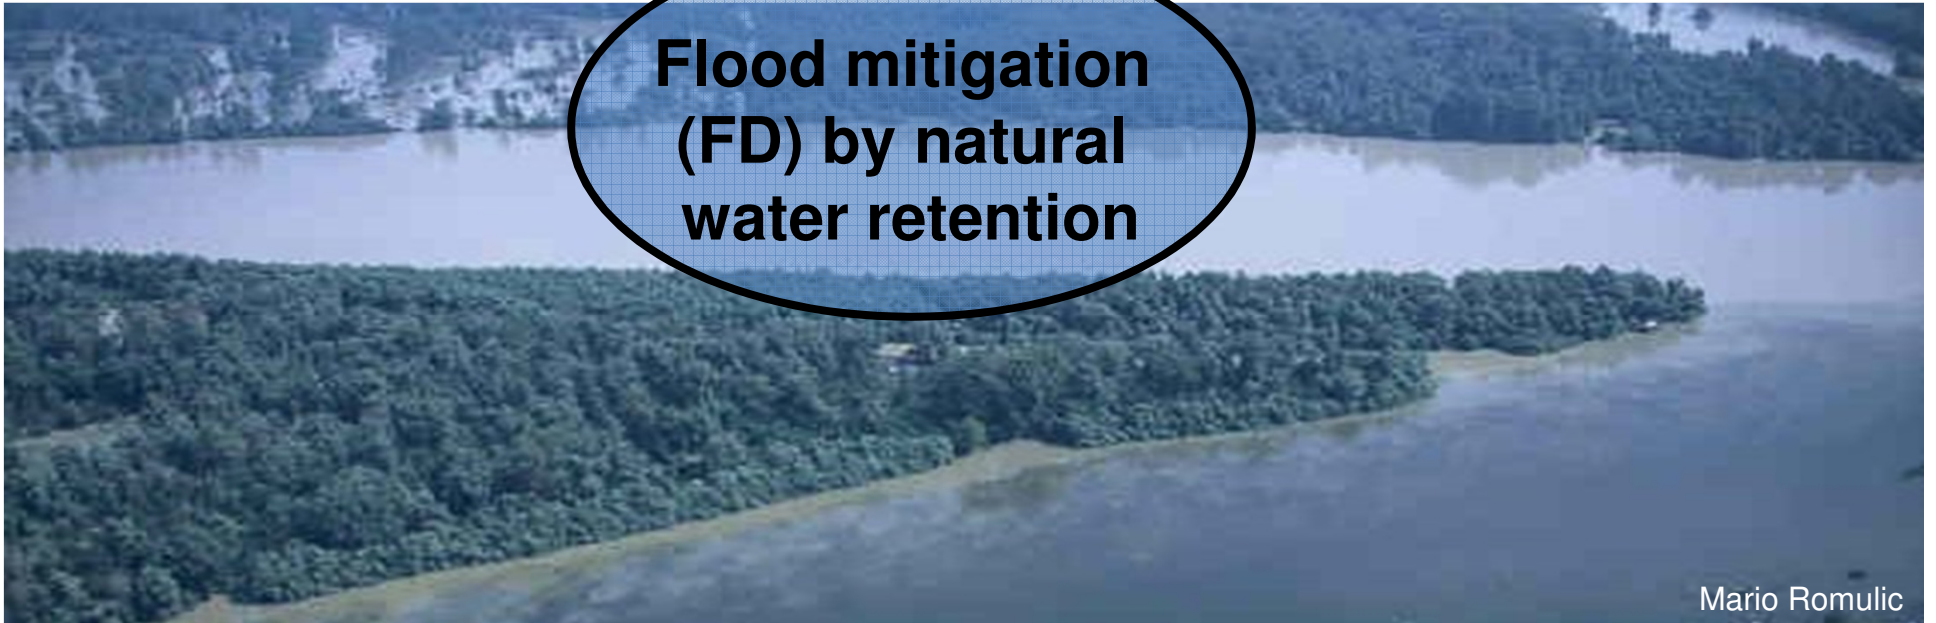 Flood mitigation
(FD) by natural
water retention
Mario Romulic